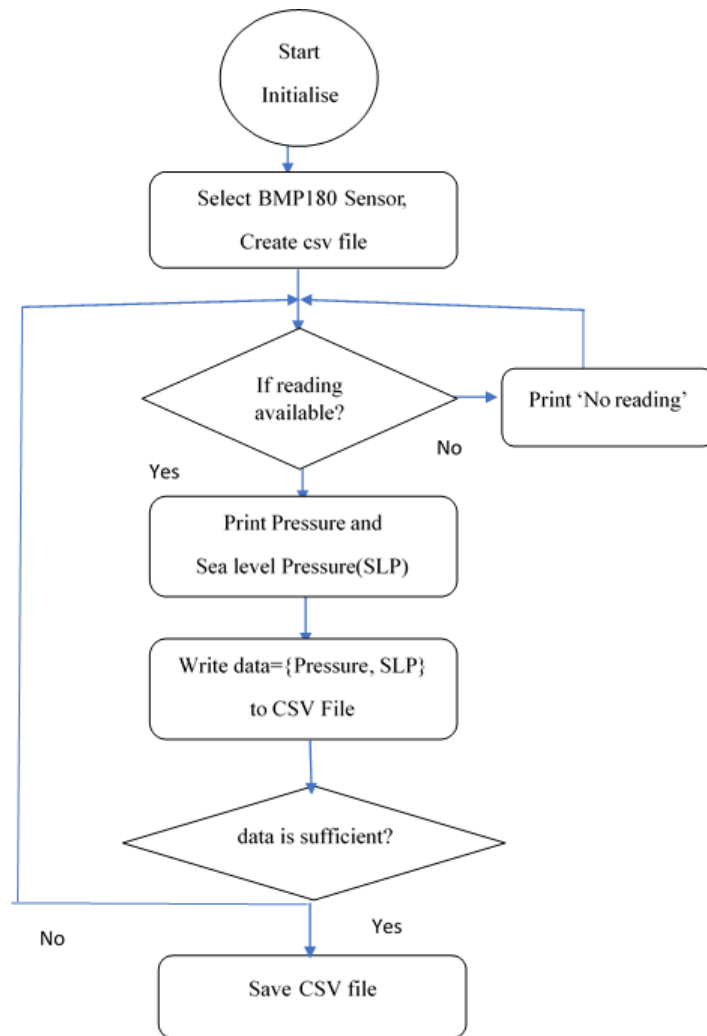 Start
Initialise
Select BMP180 Sensor,
Create csv file
If reading
available?
Print ‘No reading’
No
Yes
Print Pressure and
Sea level Pressure(SLP)
Write data={Pressure, SLP}
to CSV File
data is sufficient?
Yes
No
Save CSV file